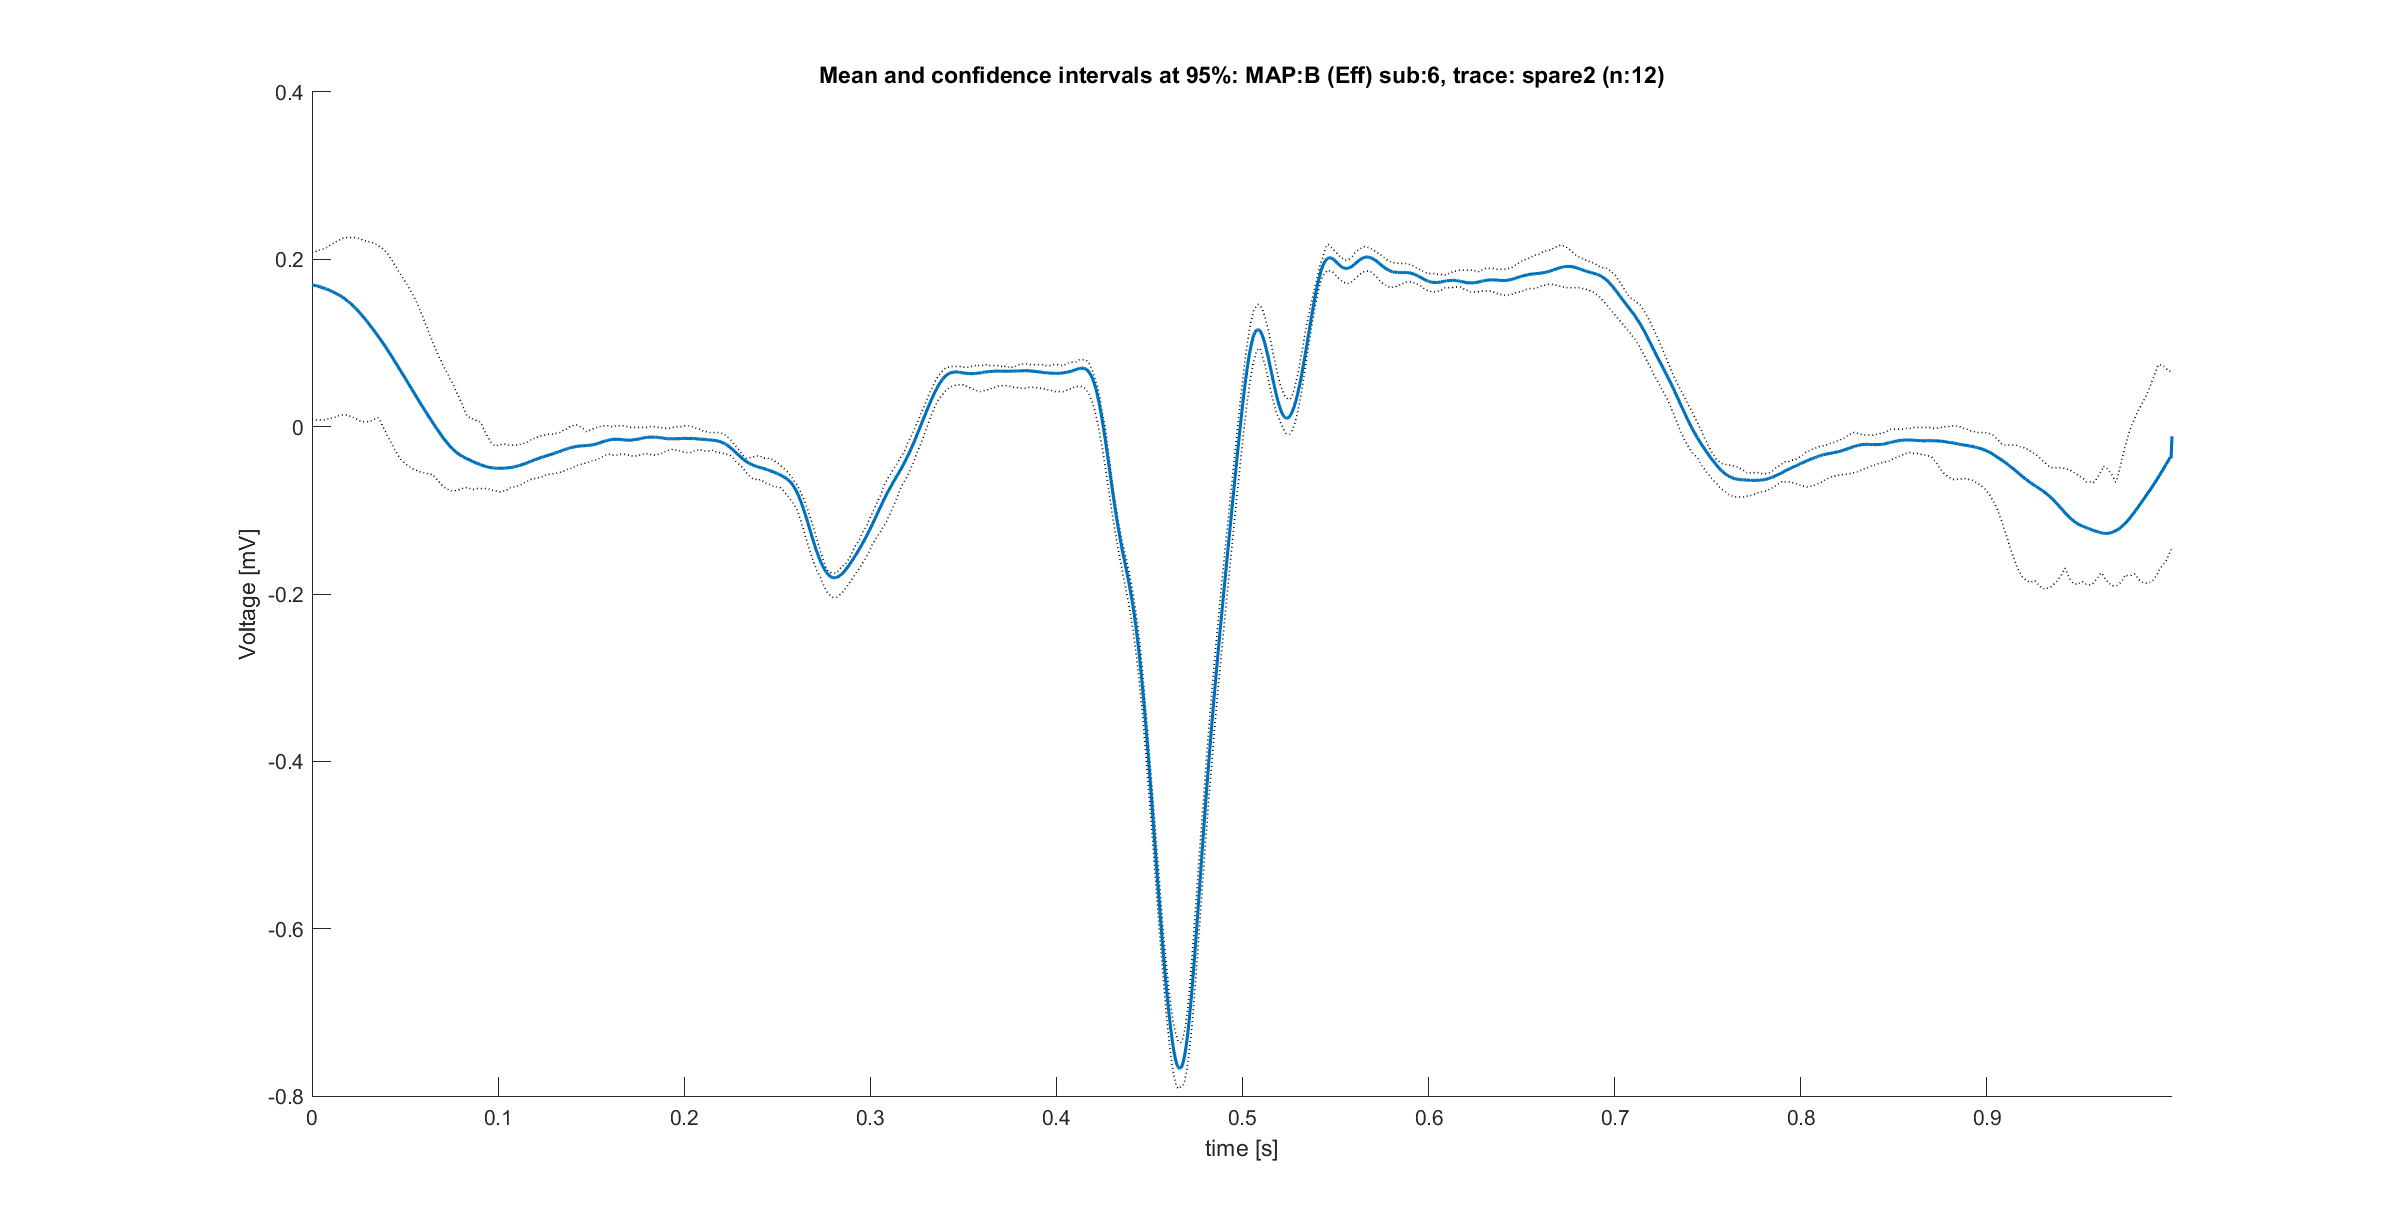 Mean and confidence intervals at 95%: MAP:B (Eff) sub:6, trace: spare2 (n:12)
0.4
0.2
0
-0.2
-0.4
-0.6
-0.8
Voltage [mV]
0 0.1 0.2 0.3 0.4 0.5 0.6 0.7 0.8 0.9
time [s]